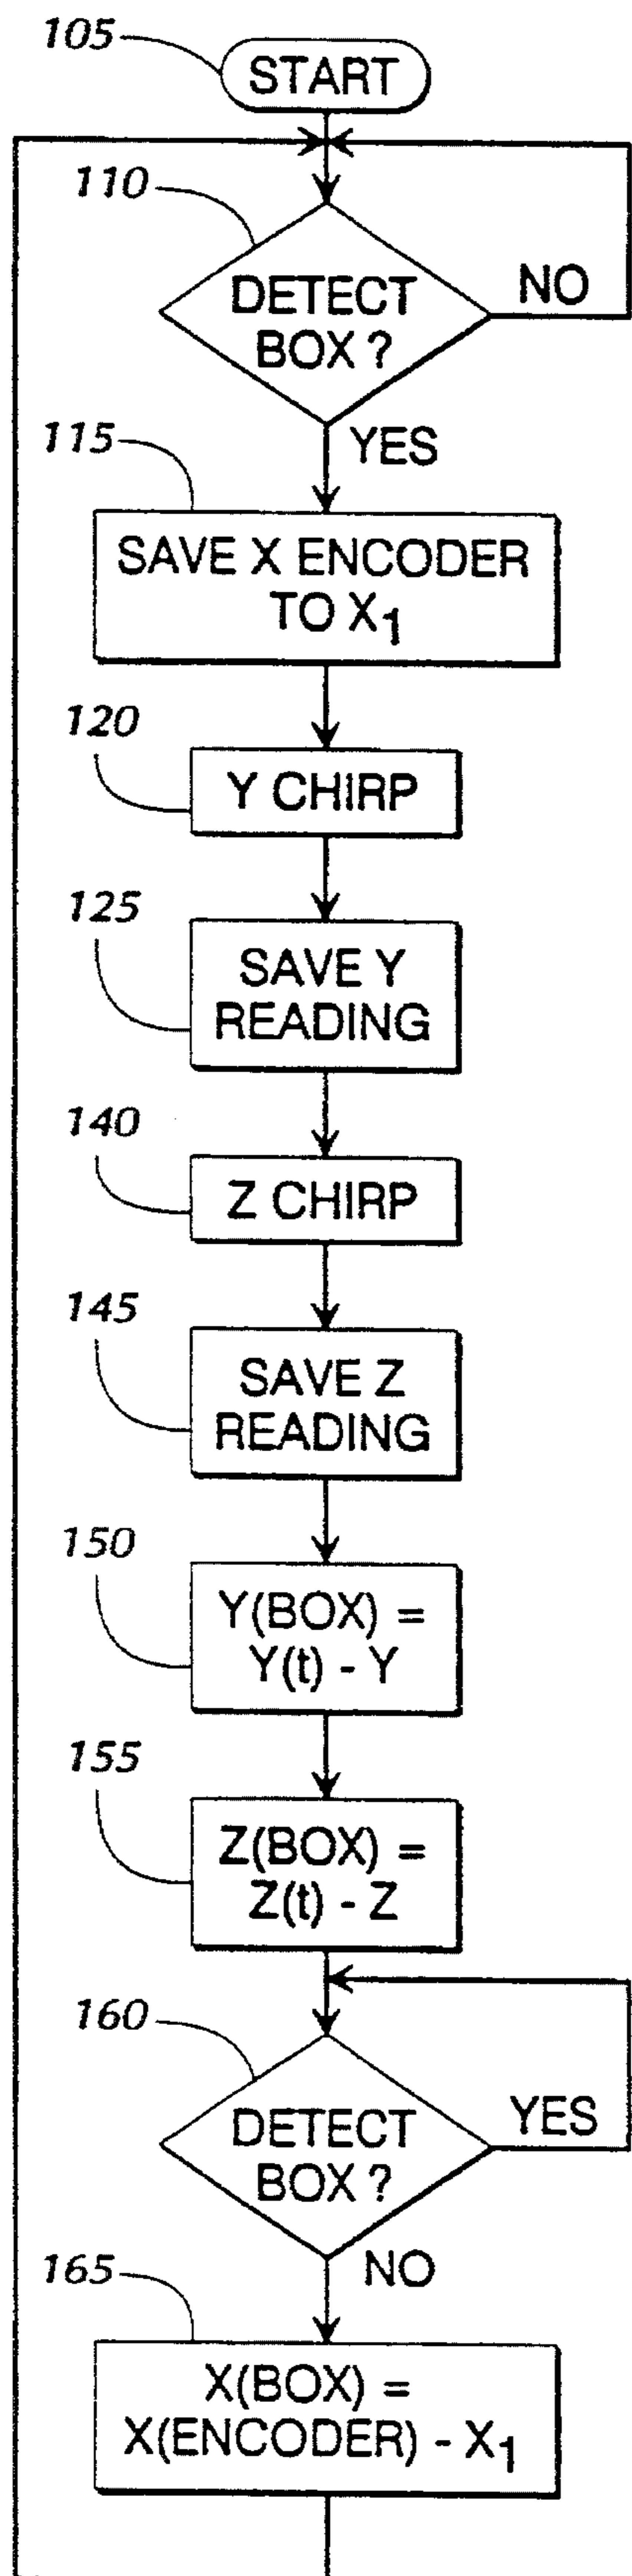 105
START
110
DETECT
BOX ?
NO
YES
115
SAVE X ENCODER
TO X₁
120
Y CHIRP
125
SAVE Y
READING
140
Z CHIRP
145
SAVE Z
READING
150
Y(BOX) =
Y(t) - Y
155
Z(BOX) =
Z(t) - Z
160
DETECT
BOX ?
YES
NO
165
X(BOX) =
X(ENCODER) - X₁